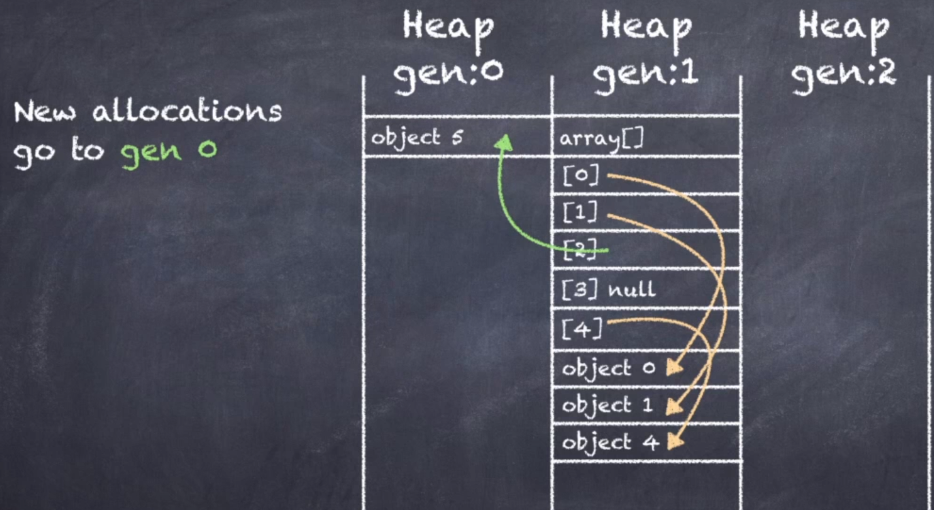 Heap
gen:0
Heap
gen:1
Heap
gen:2
New allocations
go to gen 0
object 5
array[]
[0]
[1]
[2]
[3] null
[4]
object 0
object 1
object 4